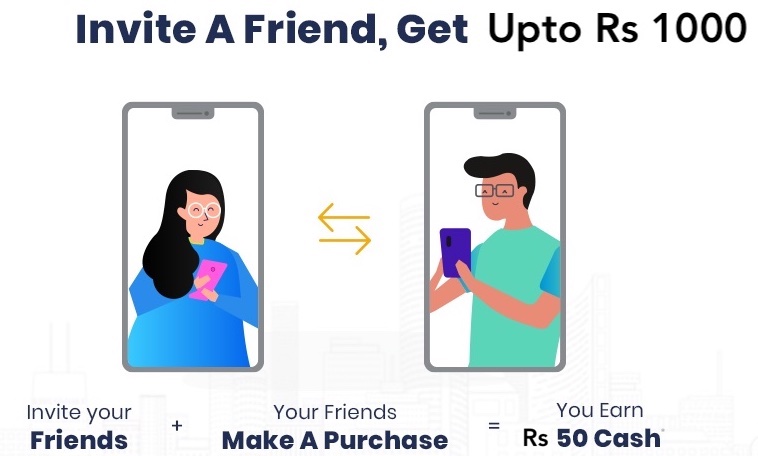 Invite A Friend, Get Upto Rs 1000
Invite your + Your Friends = You Earn
Friends Make A Purchase Rs 50 Cash